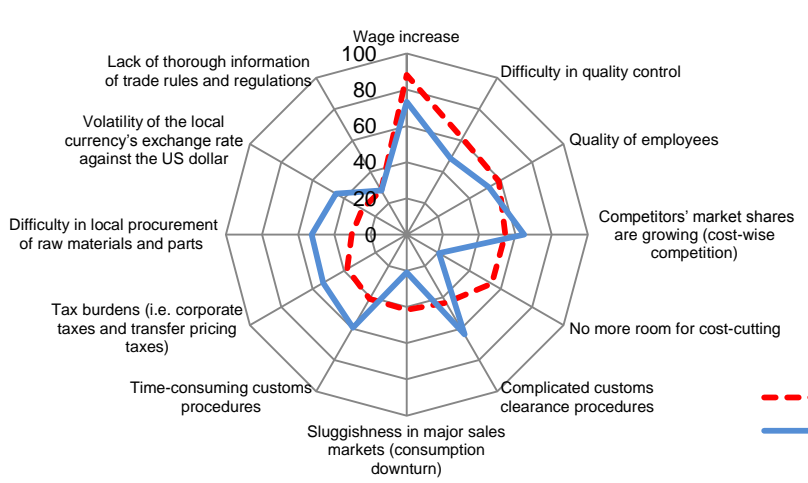 Wage increase
100
80
60
40
20
0
Difficulty in quality control
Quality of employees
Competitors’ market shares
are growing (cost-wise
competition)
No more room for cost-cutting
Complicated customs
clearance procedures
Sluggishness in major sales
markets (consumption
downturn)
Time-consuming customs
procedures
Tax burdens (i.e. corporate
taxes and transfer pricing
taxes)
Difficulty in local procurement
of raw materials and parts
Volatility of the local
currency’s exchange rate
against the US dollar
Lack of thorough information
of trade rules and regulations